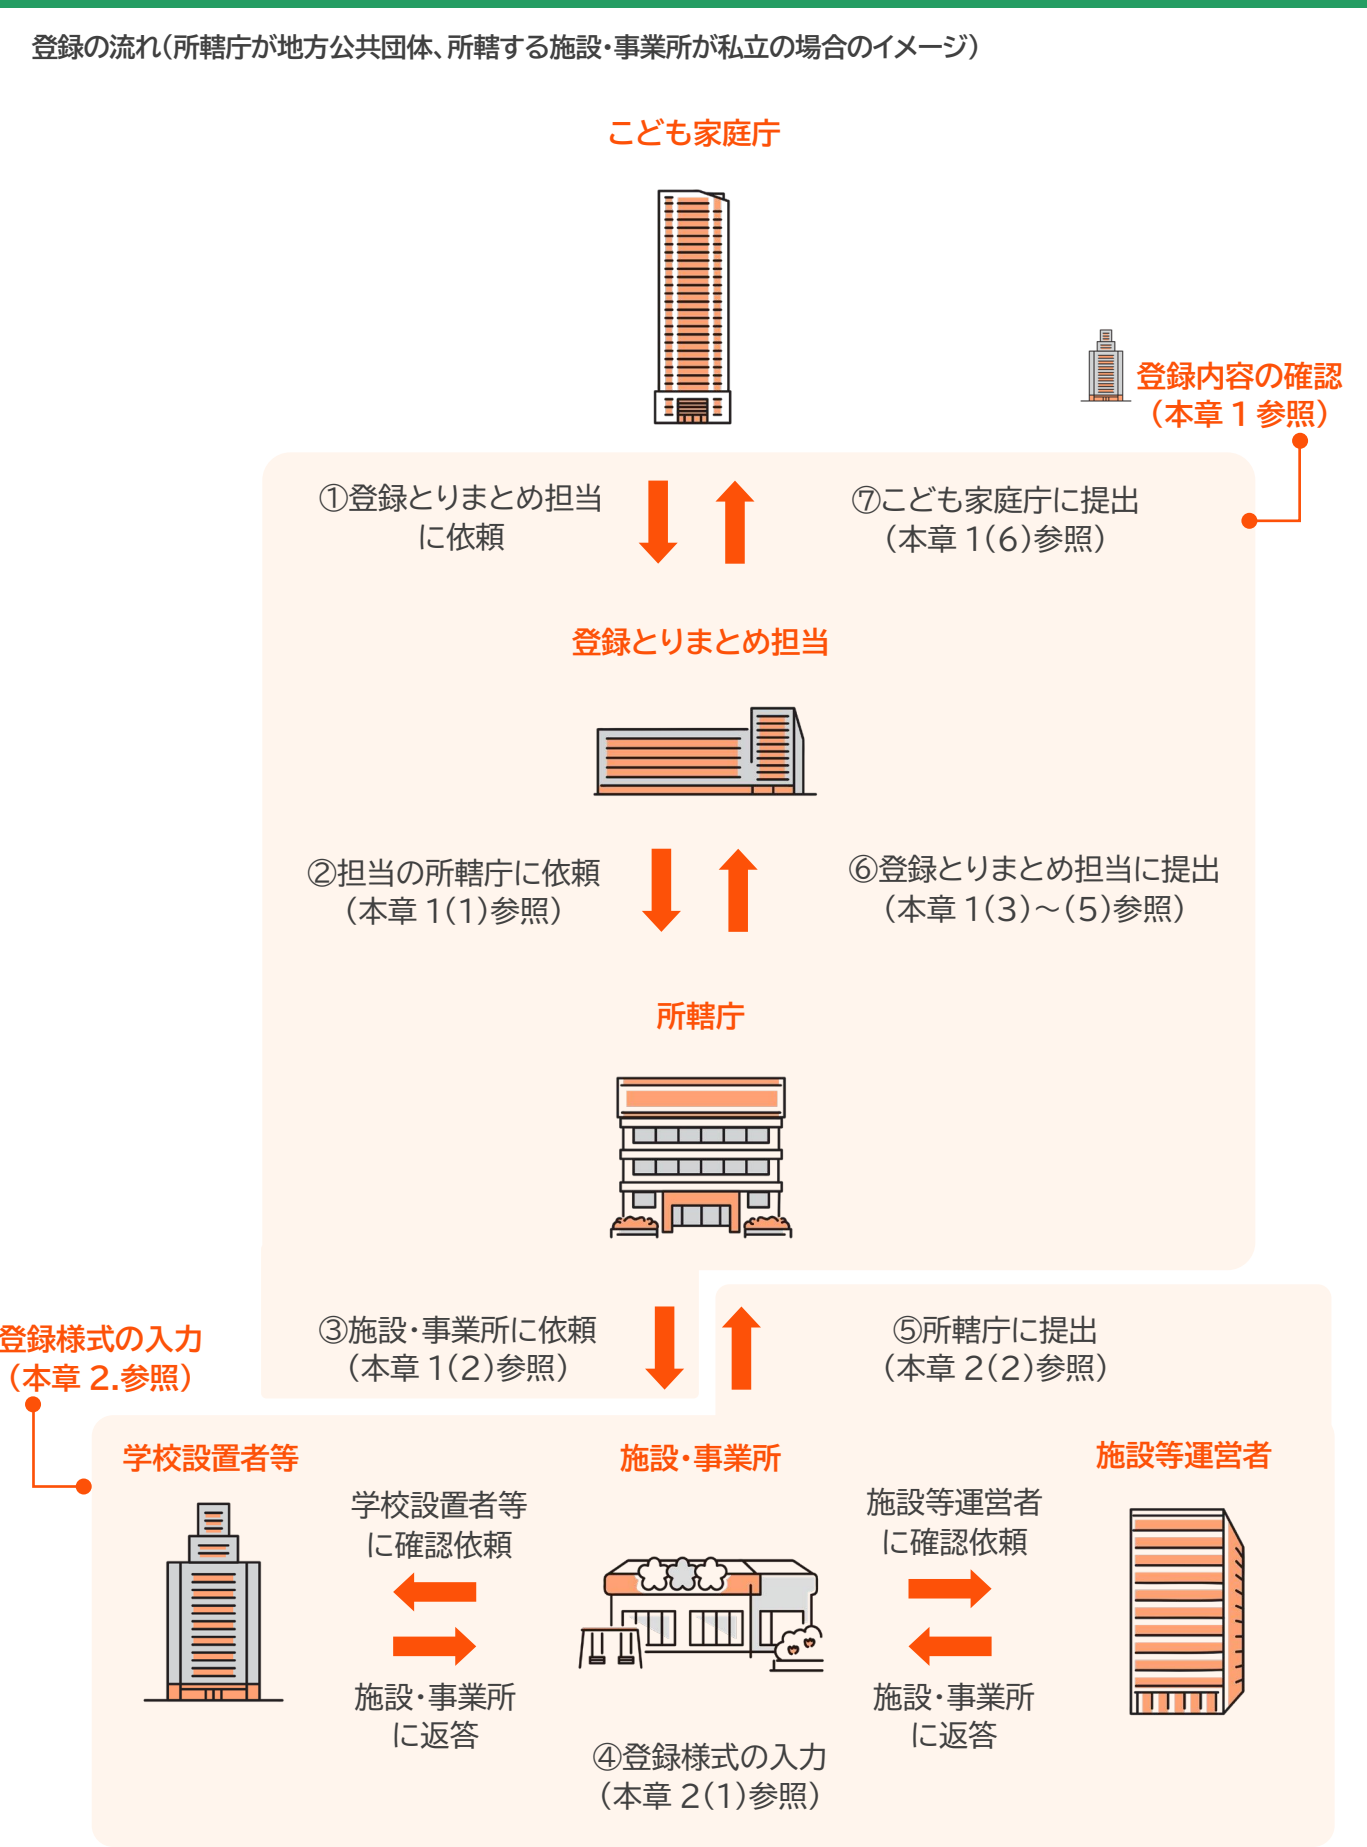 登録の流れ(所轄庁が地方公共団体、所轄する施設・事業所が私立の場合のイメージ)
こども家庭庁
登録内容の確認
(本章 1 参照)
①登録とりまとめ担当
に依頼
⑦こども家庭庁に提出
(本章 1(6)参照)
登録とりまとめ担当
②担当の所轄庁に依頼
(本章 1(1)参照)
⑥登録とりまとめ担当に提出
(本章 1(3)~(5)参照)
所轄庁
登録様式の入力
(本章 2.参照)
③施設・事業所に依頼
(本章 1(2)参照)
⑤所轄庁に提出
(本章 2(2)参照)
学校設置者等
施設・事業所
施設等運営者
学校設置者等
に確認依頼
施設等運営者
に確認依頼
施設・事業所
に返答
施設・事業所
に返答
④登録様式の入力
(本章 2(1)参照)